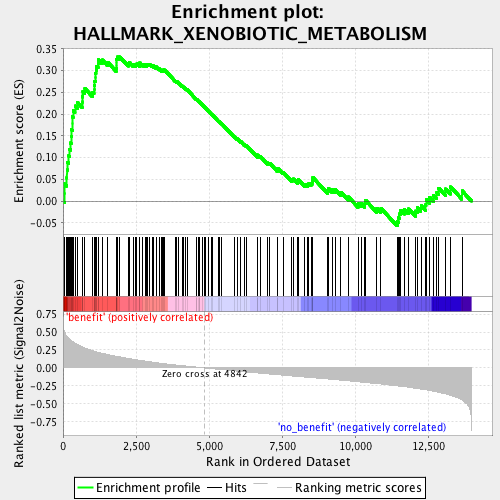 Enrichment plot:
HALLMARK_XENOBIOTIC_METABOLISM
Enrichment score (ES)
0.35
0.30
0.25
0.20
0.15
0.10
0.05
0.00
-0.05
Ranked list metric (Signal2Noise)
0.75
0.50
0.25
0.00
-0.25
-0.50
-0.75
'benefit' (positively correlated)
Zero cross at 4842
'no_benefit' (negatively correlated)
0
2,500
5,000
7,500
10,000
12,500
Rank in Ordered Dataset
Enrichment profile
Hits
Ranking metric scores